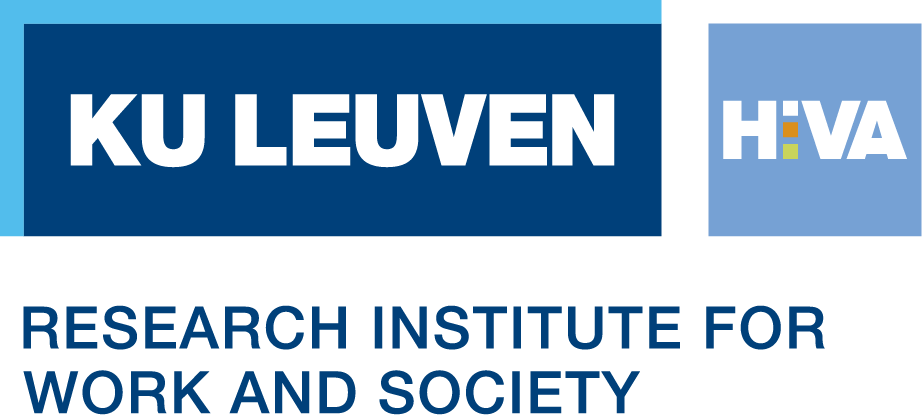 KU LEUVEN
HiVA
RESEARCH INSTITUTE FOR
WORK AND SOCIETY